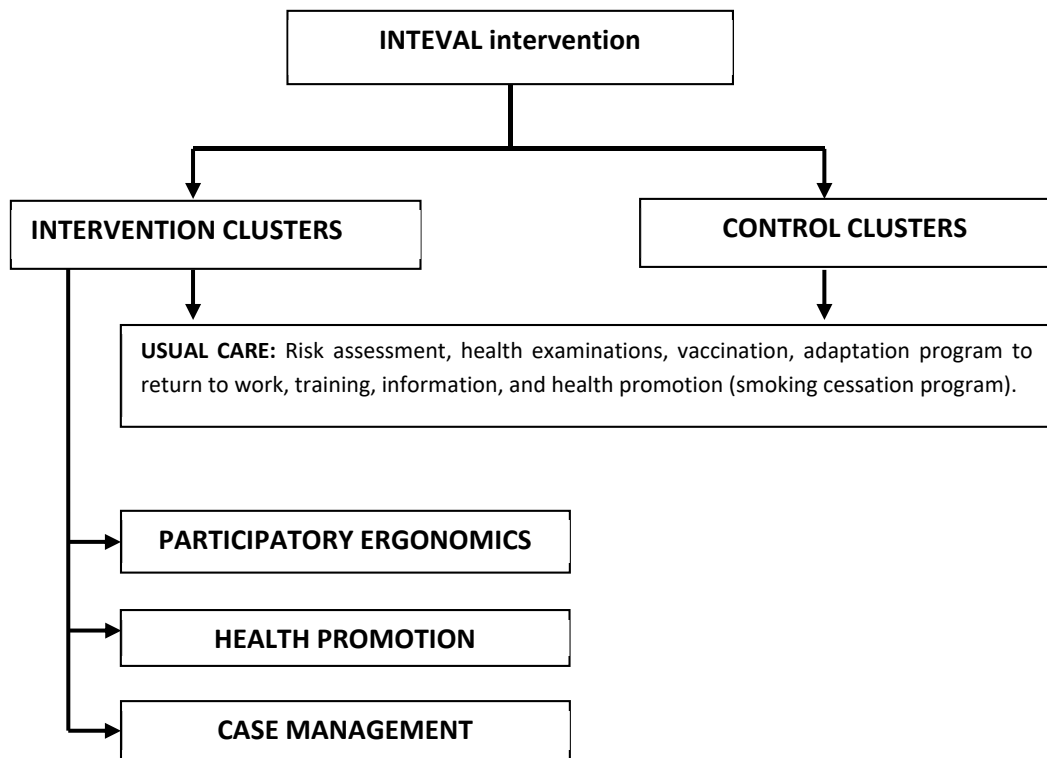 INTEVAL intervention
INTERVENTION CLUSTERS
CONTROL CLUSTERS
USUAL CARE: Risk assessment, health examinations, vaccination, adaptation program to
return to work, training, information, and health promotion (smoking cessation program).
PARTICIPATORY ERGONOMICS
HEALTH PROMOTION
CASE MANAGEMENT